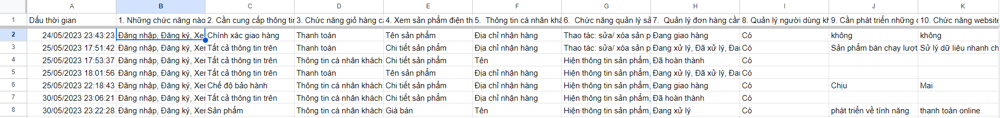 A B C D E F G H I J K
1 Dấu thời gian 1. Những chức năng nào 2. Cần cung cấp thông tin 3. Chức năng giỏ hàng cầ 4. Xem sản phẩm điện th 5. Thông tin cá nhân khá 6. Chức năng quản lý sả 7. Quản lý đơn hàng cần 8. Quản lý người dùng kh 9. Cần phát triển những c 10. Chức năng website
2 24/05/2023 23:43:23 Đăng nhập, Đăng ký, Xem Chính xác giao hàng Thanh toán Tên sản phẩm Địa chỉ nhận hàng Thao tác: sửa/ xóa sản p Đang giao hàng Có không không
3 25/05/2023 17:51:42 Đăng nhập, Đăng ký, Xem Tất cả thông tin trên Thanh toán Chi tiết sản phẩm Địa chỉ nhận hàng Thao tác: sửa/ xóa sản p Đang xử lý, Đã xử lý, Đan Có Sản phẩm bán chạy lượt Sử lý dữ liệu nhanh ch
4 25/05/2023 17:53:37 Đăng nhập, Đăng ký, Xem Tất cả thông tin trên Thông tin cá nhân khách Chi tiết sản phẩm Tên Hiện thông tin sản phẩm, Đã hoàn thành Có
5 25/05/2023 18:01:56 Đăng nhập, Đăng ký, Xem Tất cả thông tin trên Thanh toán Tên sản phẩm Địa chỉ nhận hàng Hiện thông tin sản phẩm, Đang xử lý, Đã xử lý, Đan Có
6 25/05/2023 22:18:43 Đăng nhập, Đăng ký, Xem Chế độ bảo hành Thông tin cá nhân khách Chi tiết sản phẩm Địa chỉ nhận hàng Hiện thông tin sản phẩm, Đang giao hàng Có Chịu Mai
7 30/05/2023 23:06:21 Đăng nhập, Đăng ký, Xem Tất cả thông tin trên Thông tin cá nhân khách Chi tiết sản phẩm Địa chỉ nhận hàng Hiện thông tin sản phẩm, Đã hoàn thành Có
8 30/05/2023 23:22:28 Đăng nhập, Đăng ký, Xem Sản phẩm Thông tin cá nhân khách Giá bán Tên Hiện thông tin sản phẩm, Đang xử lý Có phát triển về tính năng thanh toán online